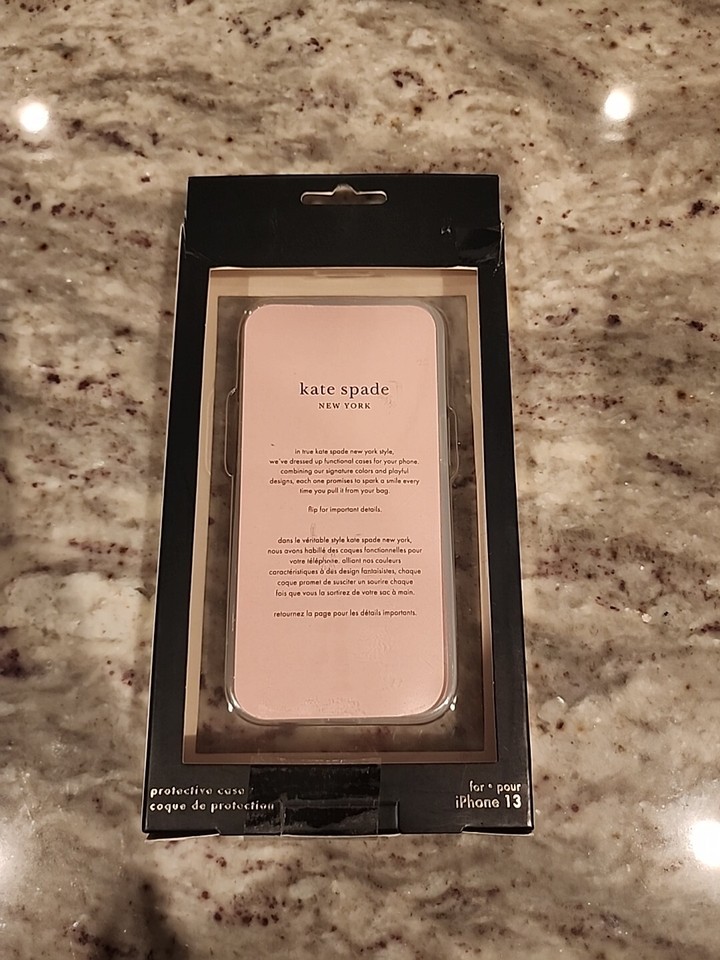 kate spade
NEW YORK
in true kate spade new york style,
we've dressed up functional cases for your phone.
combining our signature colors and playful
designs, each one promises to spark a smile every
time you pull it from your bag.
flip for important details.
dans le véritable style kate spade new york,
nous avons habillé des coques fonctionnelles pour
votre téléphone, alliant nos couleurs
caractéristiques à des design fantaisistes, chaque
coque promet de susciter un sourire chaque
fois que vous la sortirez de votre sac à main.
retournez la page pour les détails importants.
protective case •
coque de protection
for • pour
iPhone 13